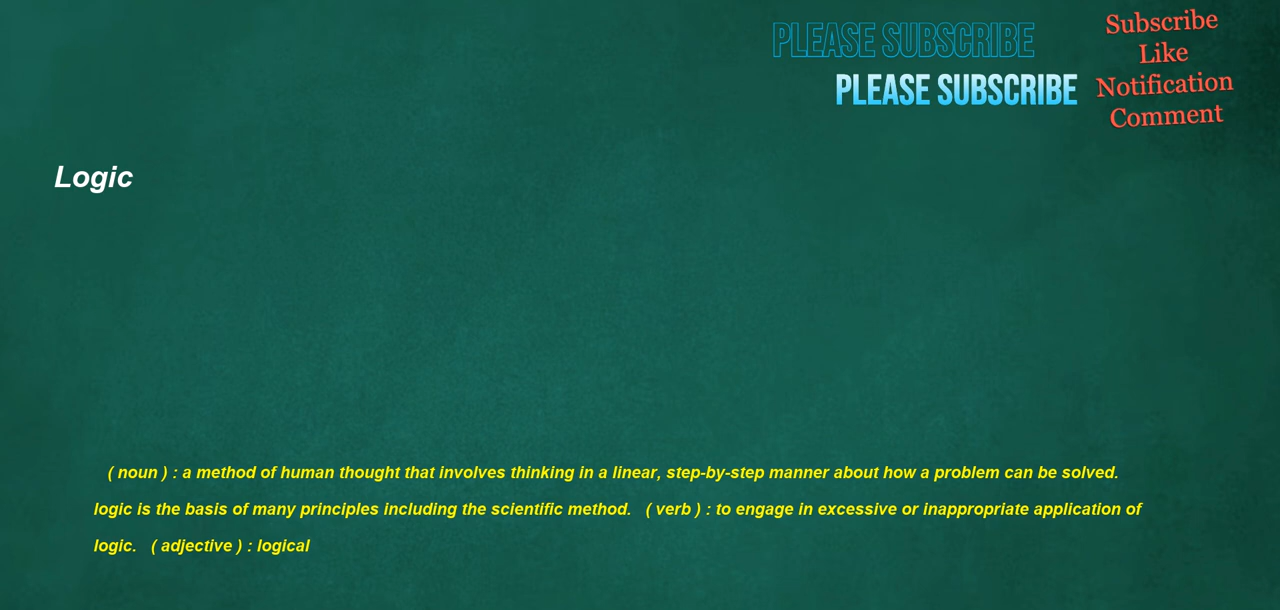 PLEASE SUBSCRIBE
PLEASE SUBSCRIBE
Subscribe
Like
Notification
Comment
Logic
( noun ) : a method of human thought that involves thinking in a linear, step-by-step manner about how a problem can be solved.
logic is the basis of many principles including the scientific method. ( verb ) : to engage in excessive or inappropriate application of
logic. ( adjective ) : logical